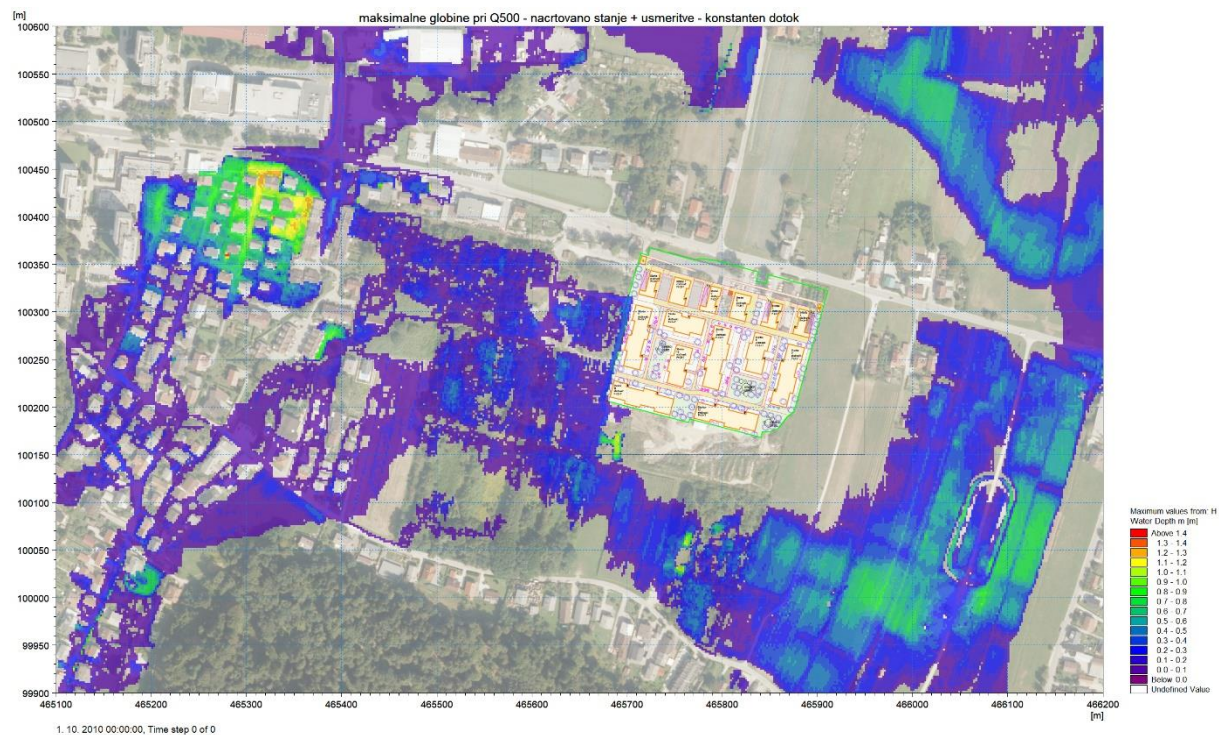 maksimalne globine pri Q500 - nacrtovano stanje + usmeritve - konstanten dotok
[m]
100600
100550
100500
100450
100400
100350
100300
100250
100200
100150
100100
100050
100000
99950
99900
465100 465200 465300 465400 465500 465600 465700 465800 465900 466000 466100 466200
[m]
1. 10. 2010 00:00:00, Time step 0 of 0
Maximum values from: H
Water Depth m [m]
Above 1.4
1.3 - 1.4
1.2 - 1.3
1.1 - 1.2
1.0 - 1.1
0.9 - 1.0
0.8 - 0.9
0.7 - 0.8
0.6 - 0.7
0.5 - 0.6
0.4 - 0.5
0.3 - 0.4
0.2 - 0.3
0.1 - 0.2
0.0 - 0.1
Below 0.0
Undefined Value